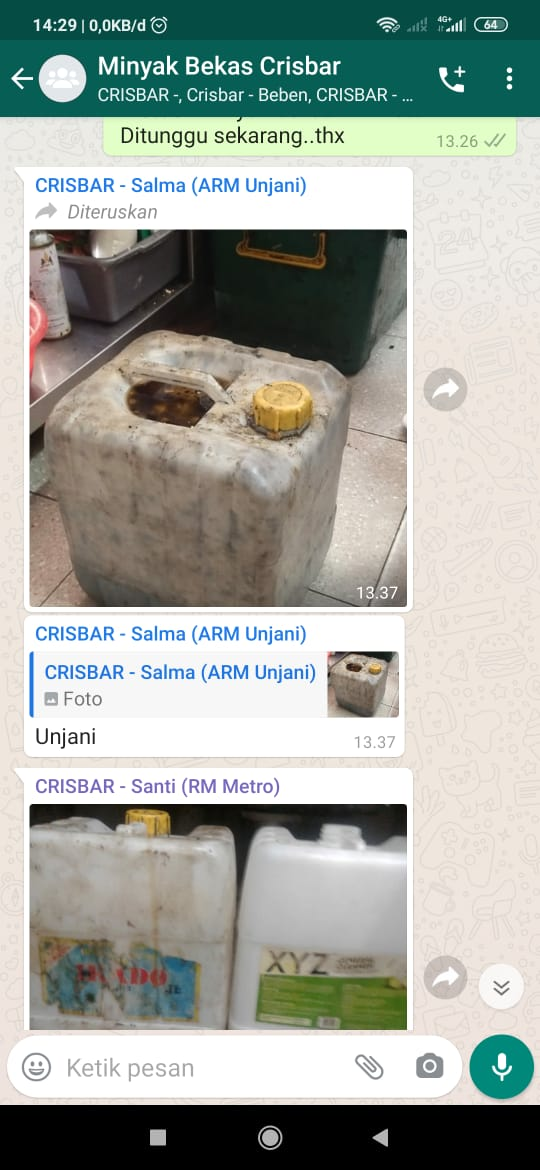 14:29 | 0,0KB/d
4G+
64
Minyak Bekas Crisbar
CRISBAR -, Crisbar - Beben, CRISBAR - ...
Ditunggu sekarang..thx
13.26
CRISBAR - Salma (ARM Unjani)
Diteruskan
13.37
CRISBAR - Salma (ARM Unjani)
CRISBAR - Salma (ARM Unjani)
Foto
Unjani
13.37
CRISBAR - Santi (RM Metro)
XYZ
Ketik pesan